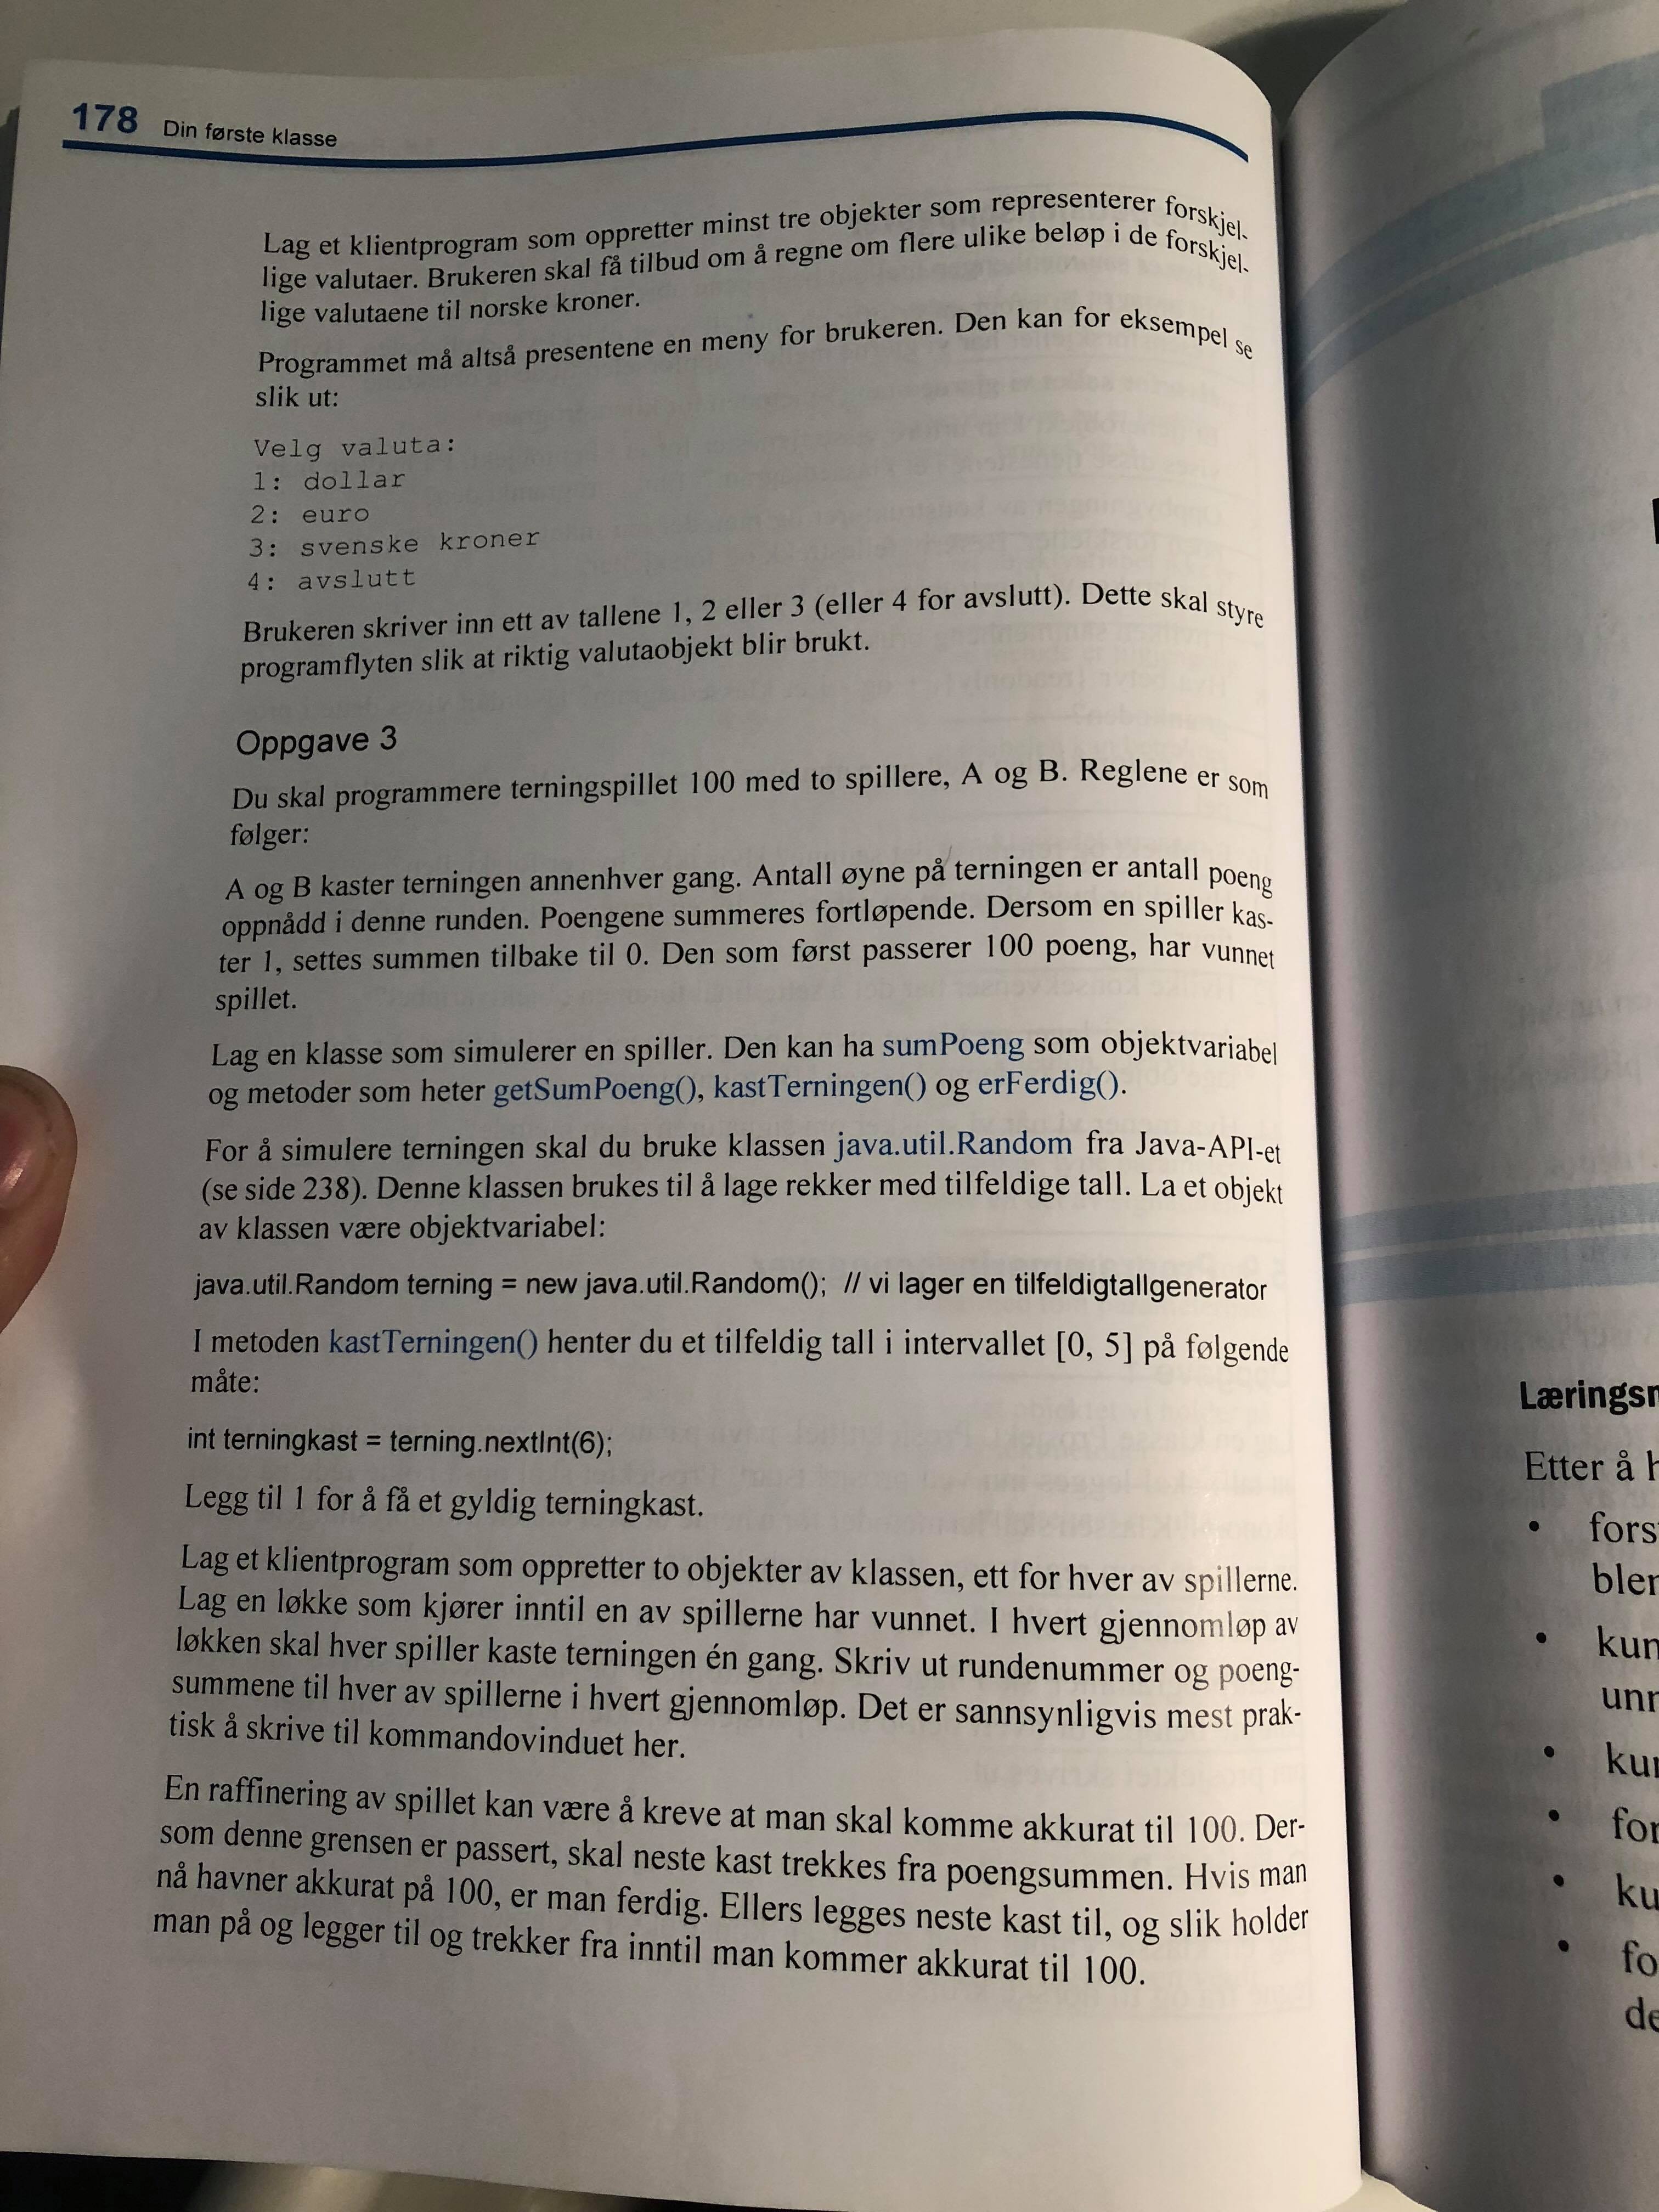 178 Din første klasse
Lag et klientprogram som oppretter minst tre objekter som representerer forskjel-
lige valutaer. Brukeren skal få tilbud om å regne om flere ulike beløp i de forskjel-
lige valutaene til norske kroner.
Programmet må altså presentene en meny for brukeren. Den kan for eksempel se
slik ut:
Velg valuta:
1: dollar
2: euro
3: svenske kroner
4: avslutt
Brukeren skriver inn ett av tallene 1, 2 eller 3 (eller 4 for avslutt). Dette skal styre
programflyten slik at riktig valutaobjekt blir brukt.
Oppgave 3
Du skal programmere terningspillet 100 med to spillere, A og B. Reglene er som
følger:
A og B kaster terningen annenhver gang. Antall øyne på terningen er antall poeng
oppnådd i denne runden. Poengene summeres fortløpende. Dersom en spiller kas-
ter 1, settes summen tilbake til 0. Den som først passerer 100 poeng, har vunnet
spillet.
Lag en klasse som simulerer en spiller. Den kan ha sumPoeng som objektvariabel
og metoder som heter getSumPoeng(), kastTerningen() og erFerdig().
For å simulere terningen skal du bruke klassen java.util.Random fra Java-API-et
(se side 238). Denne klassen brukes til å lage rekker med tilfeldige tall. La et objekt
av klassen være objektvariabel:
java.util.Random terning = new java.util.Random(); // vi lager en tilfeldigtallgenerator
I metoden kastTerningen() henter du et tilfeldig tall i intervallet [0, 5] på følgende
måte:
int terningkast = terning.nextInt(6);
Legg til 1 for å få et gyldig terningkast.
Lag et klientprogram som oppretter to objekter av klassen, ett for hver av spillerne.
Lag en løkke som kjører inntil en av spillerne har vunnet. I hvert gjennomløp av
løkken skal hver spiller kaste terningen én gang. Skriv ut rundenummer og poeng-
summene til hver av spillerne i hvert gjennomløp. Det er sannsynligvis mest prak-
tisk å skrive til kommandovinduet her.
En raffinering av spillet kan være å kreve at man skal komme akkurat til 100. Der-
som denne grensen er passert, skal neste kast trekkes fra poengsummen. Hvis man
nå havner akkurat på 100, er man ferdig. Ellers legges neste kast til, og slik holder
man på og legger til og trekker fra inntil man kommer akkurat til 100.
Etter å